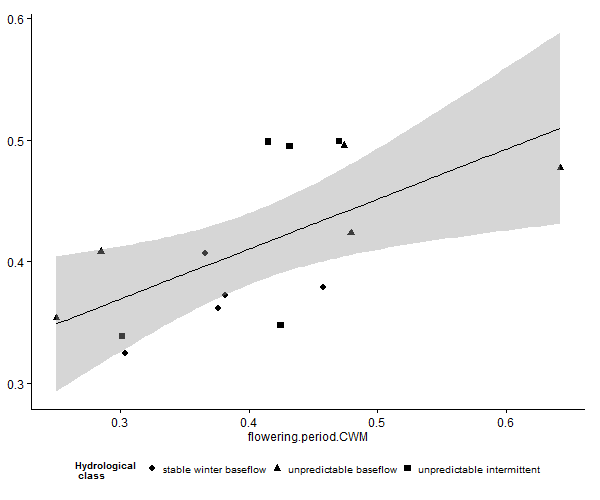 0.6
0.5
0.4
0.3
0.3 0.4 0.5 0.6
flowering.period.CWM
Hydrological
class
stable winter baseflow unpredictable baseflow unpredictable intermittent